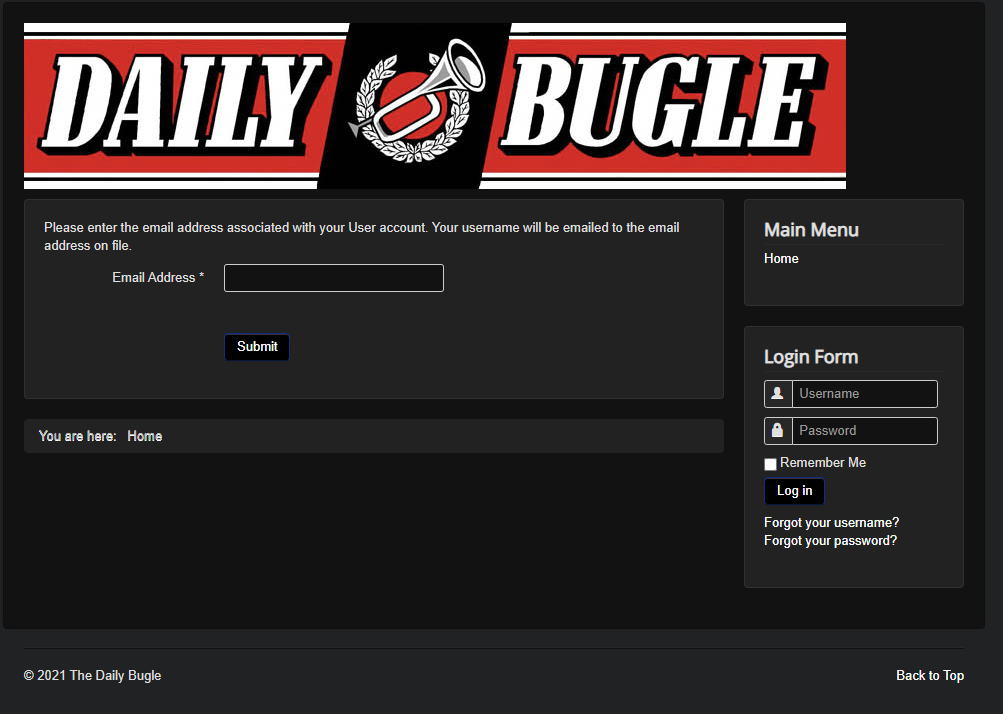 DAILY BUGLE
Please enter the email address associated with your User account. Your username will be emailed to the email
address on file.
Email Address *
Submit
You are here: Home
Main Menu
Home
Login Form
Username
Password
Remember Me
Log in
Forgot your username?
Forgot your password?
© 2021 The Daily Bugle
Back to Top